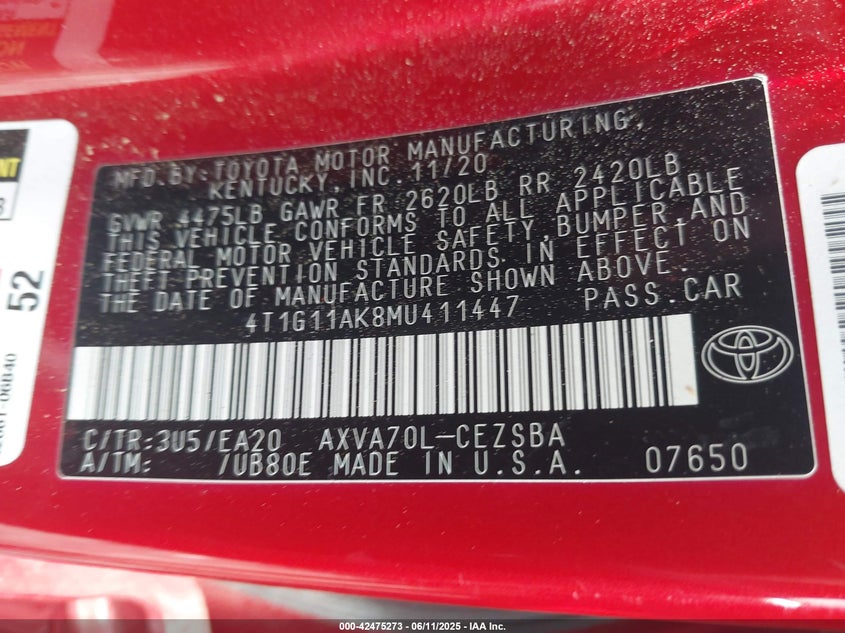 MFD.BY:TOYOTA MOTOR MANUFACTURING,
KENTUCKY,INC.11/20
GVWR 4475LB GAWR FR 2620LB RR 2420LB
THIS VEHICLE CONFORMS TO ALL APPLICABLE
FEDERAL MOTOR VEHICLE SAFETY,BUMPER,AND
THEFT PREVENTION STANDARDS IN EFFECT ON
THE DATE OF MANUFACTURE SHOWN ABOVE.
4T1G11AK8MU411447 PASS.CAR
C/TR:3U5/EA20 AXVA70L-CEZSBA
A/TM: /UB80E MADE IN U.S.A. 07650
52
000-42475273 - 06/11/2025 - IAA Inc.